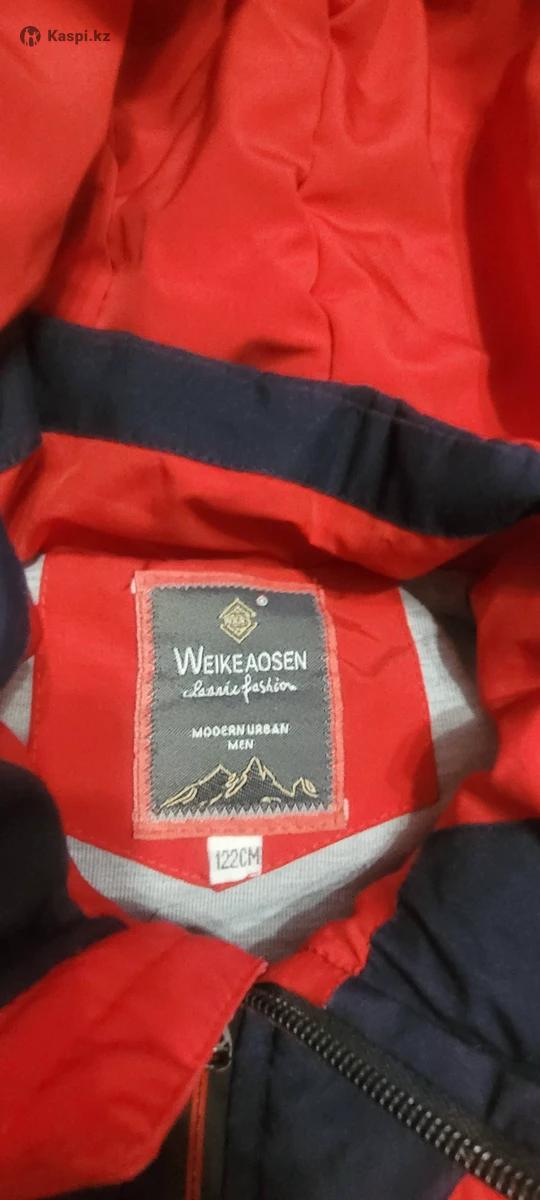 Kaspi.kz
WEIKEAOSEN
classic fashion
MODERN URBAN
MEN
122CM